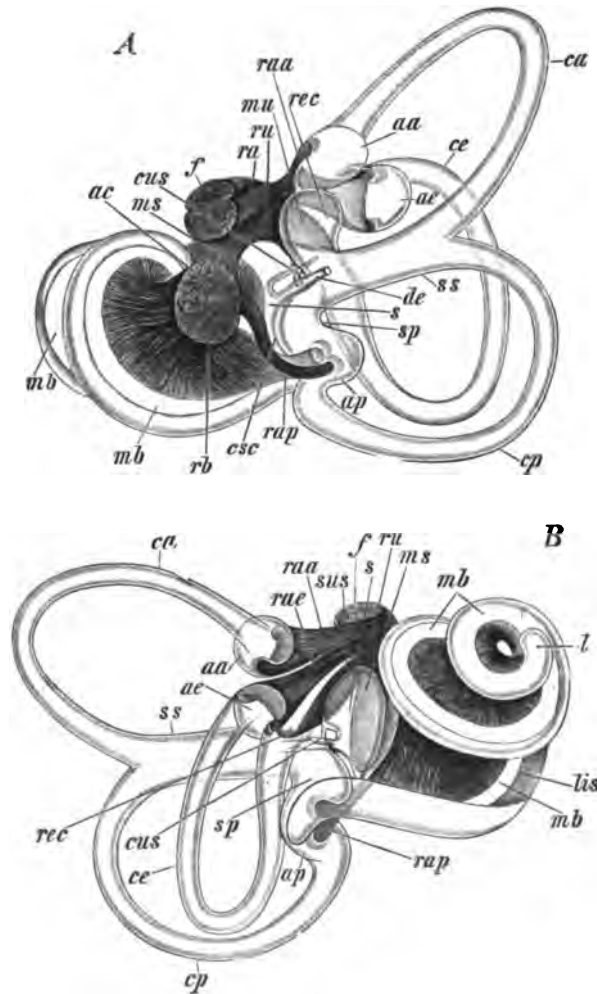 A
raa
rec
ca
mu
ru
aa
ra
ce
f
cus
ac
ae
ms
ss
de
s
sp
mb
ap
mb
rb
csc
rap
cp
B
ca
f
ru
raa
sus
s
ms
mb
rae
l
aa
ae
ss
lis
rec
cus
sp
mb
ce
ap
rap
cp